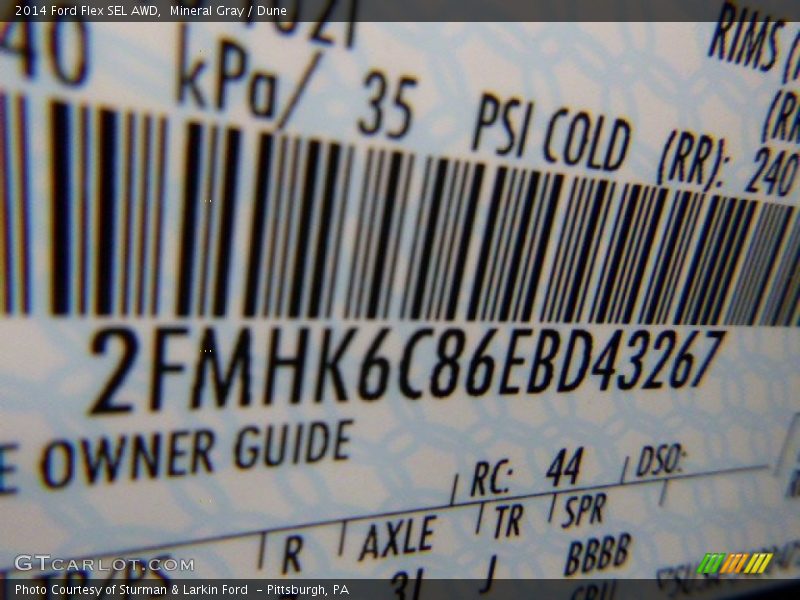 2014 Ford Flex SEL AWD,  Mineral Gray / Dune
RIMS
40 kPa/ 35 PSI COLD (RR): 240
2FMHK6C86EBD43267
OWNER GUIDE
RC: 44 DSO:
R AXLE TR SPR
J BBBB
GTCARLOT.COM
Photo Courtesy of Sturman & Larkin Ford  - Pittsburgh, PA